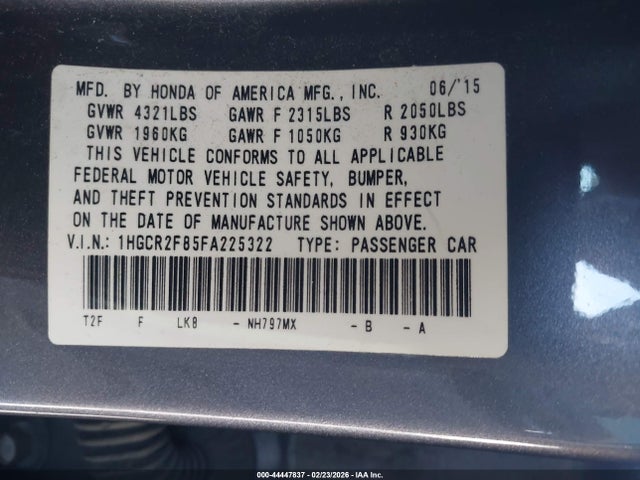 MFD. BY HONDA OF AMERICA MFG., INC. 06/'15
GVWR 4321LBS GAWR F 2315LBS R 2050LBS
GVWR 1960KG GAWR F 1050KG R 930KG
THIS VEHICLE CONFORMS TO ALL APPLICABLE
FEDERAL MOTOR VEHICLE SAFETY, BUMPER,
AND THEFT PREVENTION STANDARDS IN EFFECT
ON THE DATE OF MANUFACTURE SHOWN ABOVE.
V.I.N.: 1HGCR2F85FA225322 TYPE: PASSENGER CAR
T2F F LK8 - NH797MX - B - A
000-44447837 - 02/23/2026 - IAA Inc.